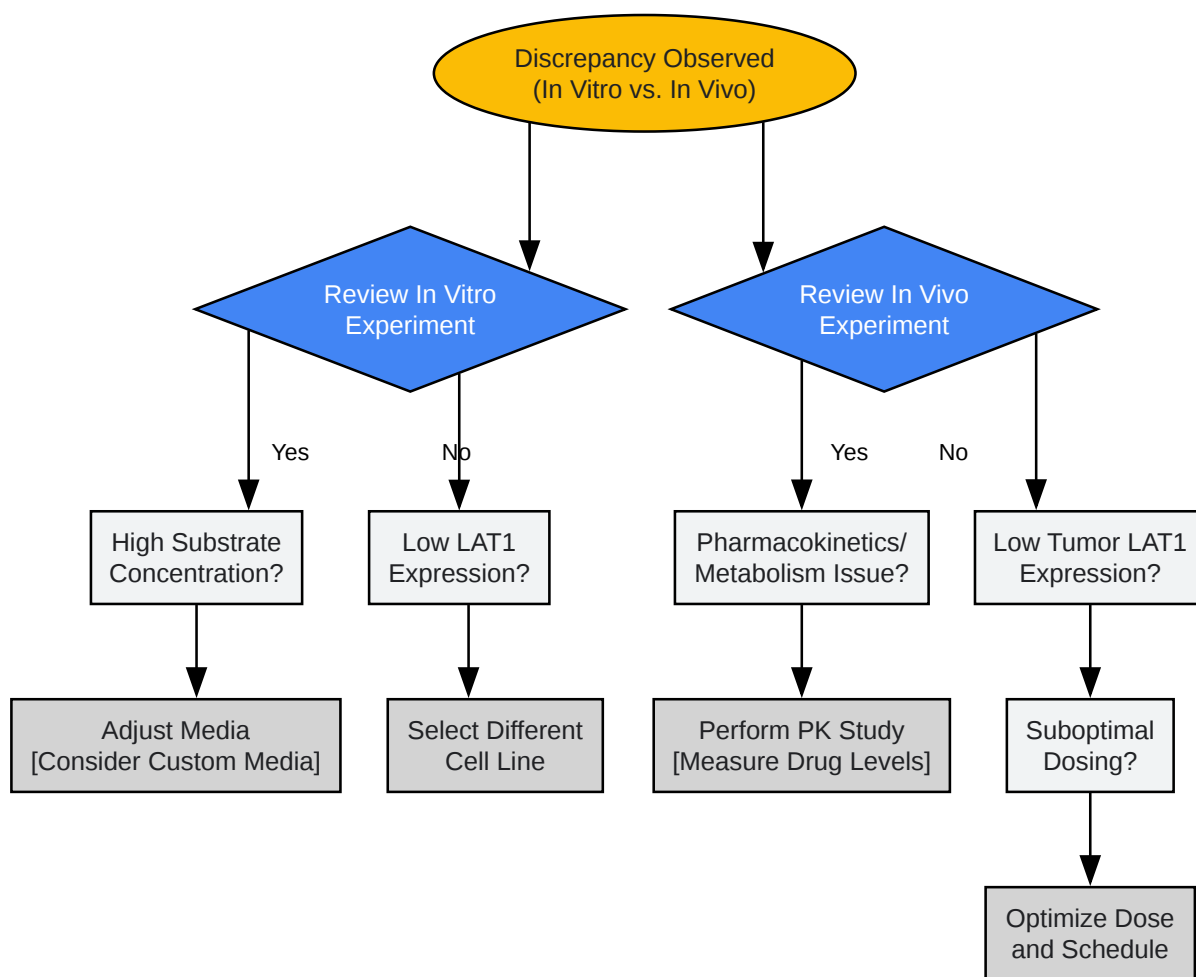 Discrepancy Observed
(In Vitro vs. In Vivo)
Review In Vitro
Experiment
Review In Vivo
Experiment
Yes
No
Yes
No
High Substrate
Concentration?
Low LAT1
Expression?
Pharmacokinetics/
Metabolism Issue?
Low Tumor LAT1
Expression?
Adjust Media
[Consider Custom Media]
Select Different
Cell Line
Perform PK Study
[Measure Drug Levels]
Suboptimal
Dosing?
Optimize Dose
and Schedule